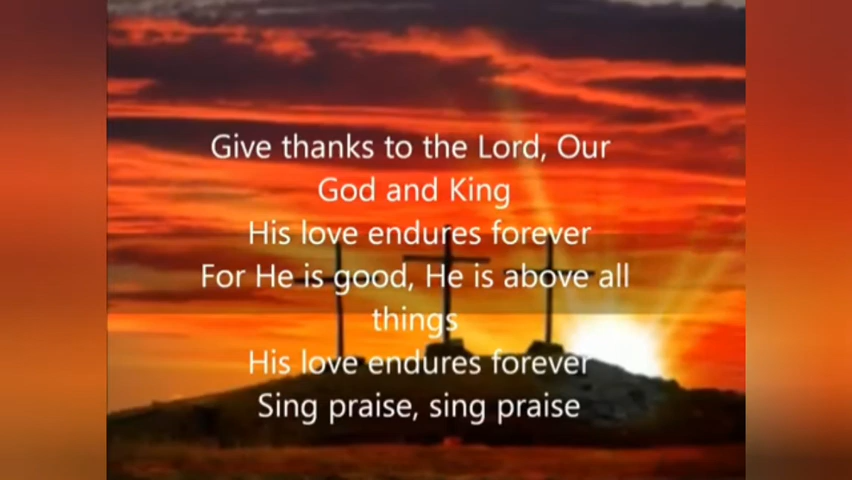 Give thanks to the Lord, Our
God and King
His love endures forever
For He is good, He is above all
things
His love endures forever
Sing praise, sing praise